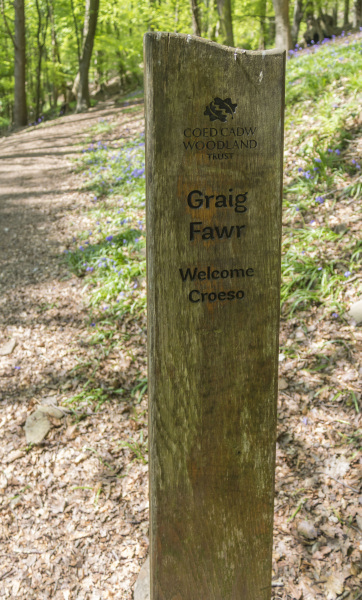 COED CADW
WOODLAND
TRUST
Graig
Fawr
Welcome
Croeso